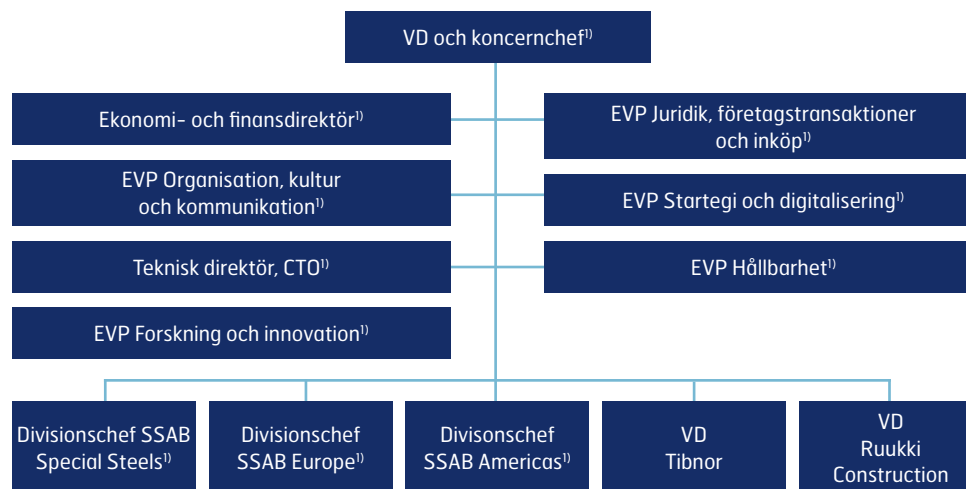 VD och koncernchef1)
Ekonomi- och finansdirektör1)
EVP Juridik, företagstransaktioner
och inköp1)
EVP Organisation, kultur
och kommunikation1)
EVP Startegi och digitalisering1)
Teknisk direktör, CTO1)
EVP Hållbarhet1)
EVP Forskning och innovation1)
Divisionschef SSAB
Special Steels1)
Divisionschef
SSAB Europe1)
Divisonschef
SSAB Americas1)
VD
Tibnor
VD
Ruukki
Construction